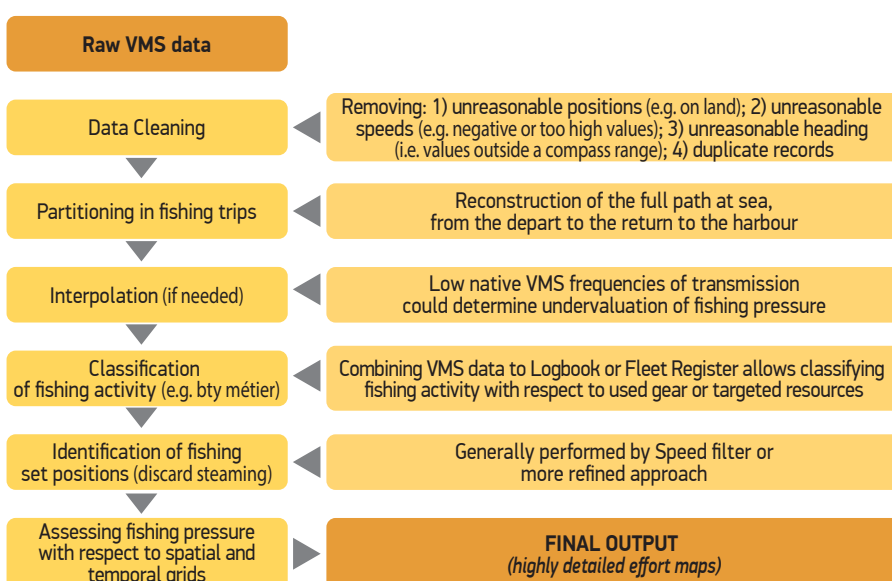 Raw VMS data
Data Cleaning
Removing: 1) unreasonable positions (e.g. on land); 2) unreasonable
speeds (e.g. negative or too high values); 3) unreasonable heading
(i.e. values outside a compass range); 4) duplicate records
Partitioning in fishing trips
Reconstruction of the full path at sea,
from the depart to the return to the harbour
Interpolation (if needed)
Low native VMS frequencies of transmission
could determine undervaluation of fishing pressure
Classification
of fishing activity (e.g. bty métier)
Combining VMS data to Logbook or Fleet Register allows classifying
fishing activity with respect to used gear or targeted resources
Identification of fishing
set positions (discard steaming)
Generally performed by Speed filter or
more refined approach
Assessing fishing pressure
with respect to spatial and
temporal grids
FINAL OUTPUT
(highly detailed effort maps)